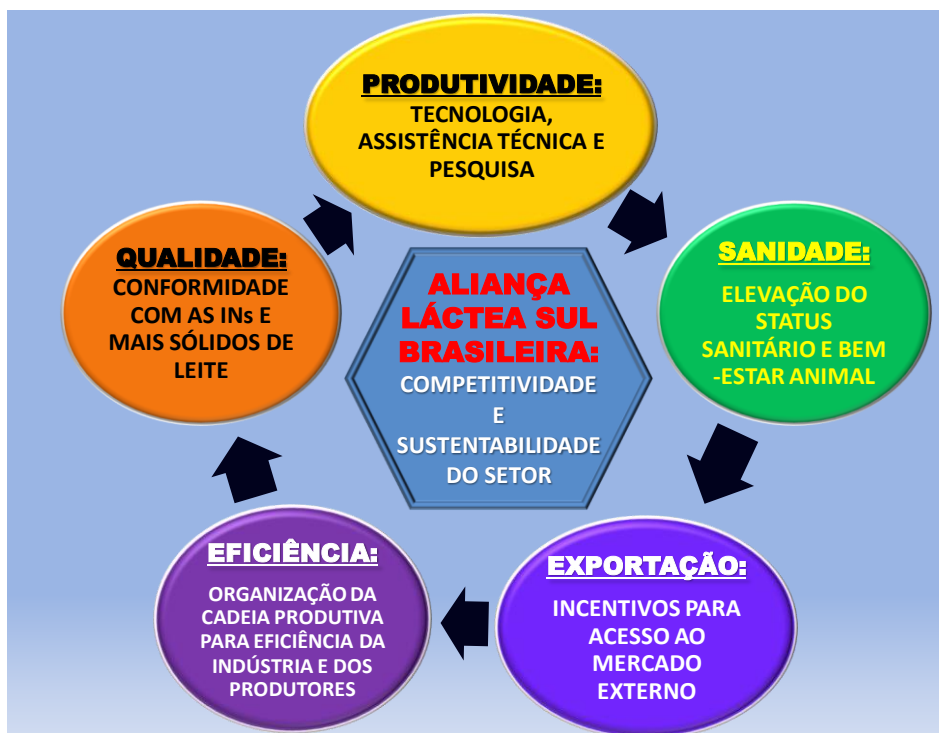 PRODUTIVIDADE:
TECNOLOGIA,
ASSISTÊNCIA TÉCNICA E
PESQUISA
SANIDADE:
ELEVAÇÃO DO
STATUS
SANITÁRIO E BEM
-ESTAR ANIMAL
EXPORTAÇÃO:
INCENTIVOS PARA
ACESSO AO
MERCADO
EXTERNO
EFICIÊNCIA:
ORGANIZAÇÃO DA
CADEIA PRODUTIVA
PARA EFICIÊNCIA DA
INDÚSTRIA E DOS
PRODUTORES
QUALIDADE:
CONFORMIDADE
COM AS INs E
MAIS SÓLIDOS DE
LEITE
ALIANÇA
LÁCTEA SUL
BRASILEIRA:
COMPETITIVIDADE
E
SUSTENTABILIDADE
DO SETOR